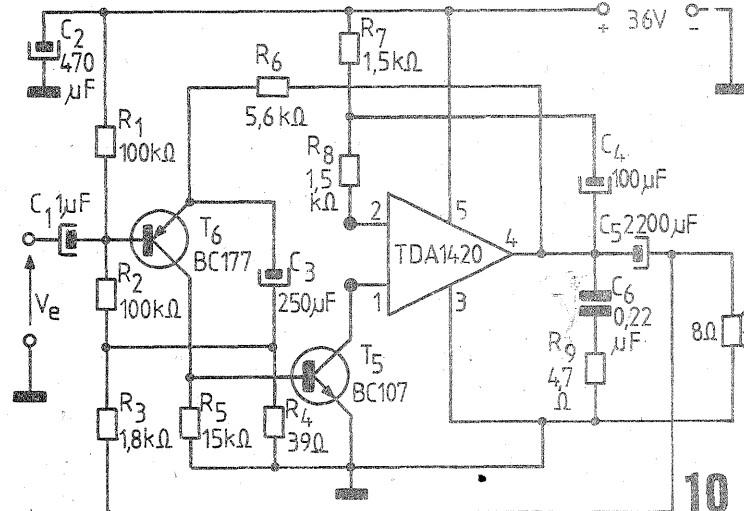 C2
470
µF
R7
1,5kΩ
+ 36V -
R6
5,6kΩ
R1
100kΩ
R8
1,5
kΩ
C4
100µF
C1 1µF
T6
BC177
2
5
TDA1420
4
C5 2200µF
R2
100kΩ
C3
250µF
1
3
C6
0,22
µF
Ve
8Ω
T5
BC107
R9
4,7
Ω
R3
1,8kΩ
R5
15kΩ
R4
39Ω
10